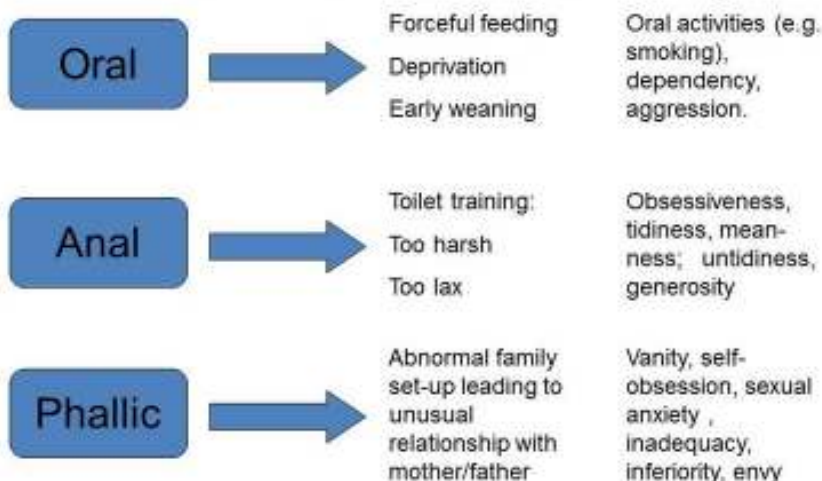 Oral
Forceful feeding
Deprivation
Early weaning
Oral activities (e.g.
smoking),
dependency,
aggression.
Anal
Toilet training:
Too harsh
Too lax
Obsessiveness,
tidiness, mean-
ness; untidiness,
generosity
Phallic
Abnormal family
set-up leading to
unusual
relationship with
mother/father
Vanity, self-
obsession, sexual
anxiety ,
inadequacy,
inferiority, envy